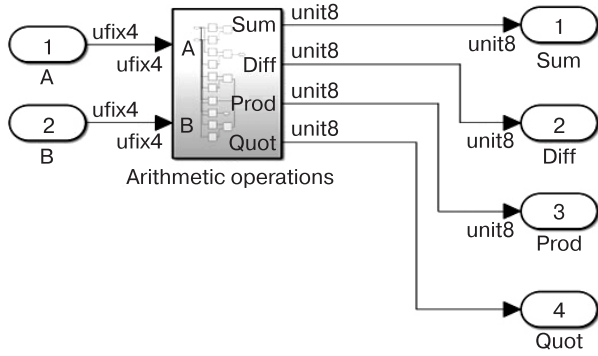 1
ufix4
ufix4
A
2
ufix4
ufix4
B
A
B
Sum
Diff
Prod
Quot
Arithmetic operations
unit8
unit8
unit8
unit8
unit8
1
Sum
unit8
2
Diff
unit8
3
Prod
4
Quot